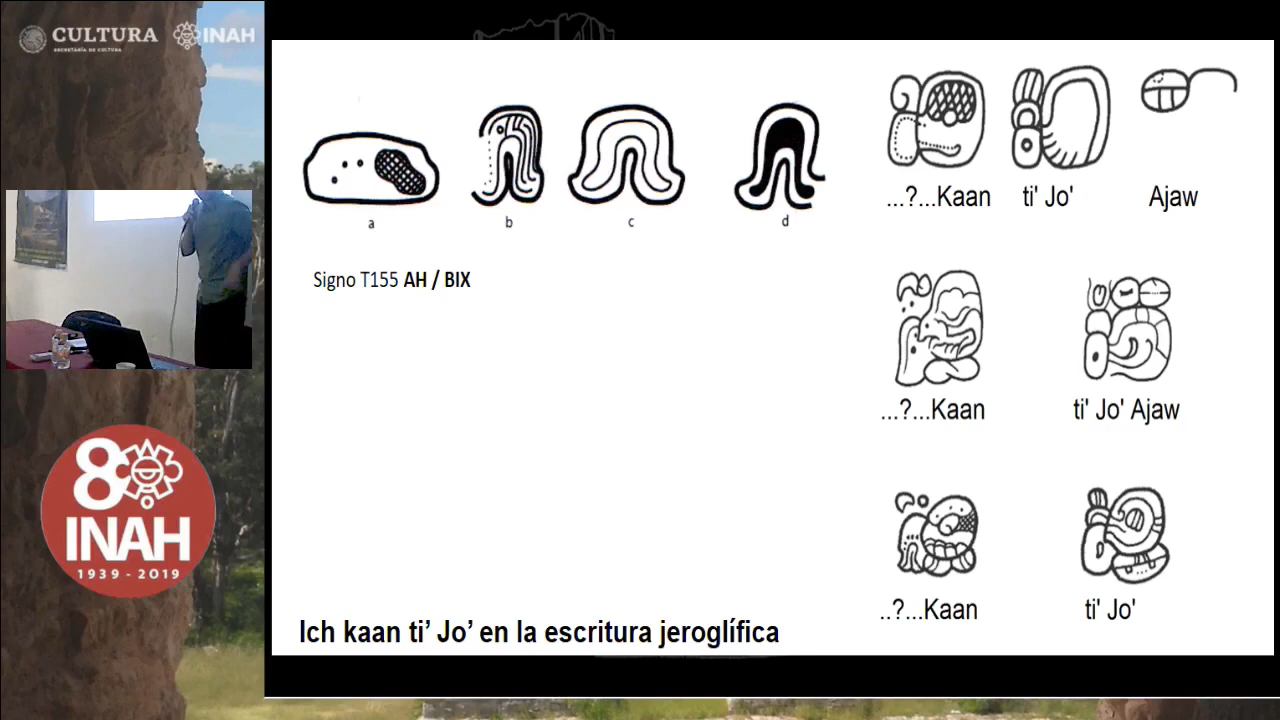 CULTURA
SECRETARÍA DE CULTURA
INAH
a
b
c
d
Signo T155 AH / BIX
...?...Kaan ti' Jo' Ajaw
...?...Kaan ti' Jo' Ajaw
..?...Kaan ti' Jo'
Ich kaan ti’ Jo’ en la escritura jeroglífica
80
INAH
1939 - 2019